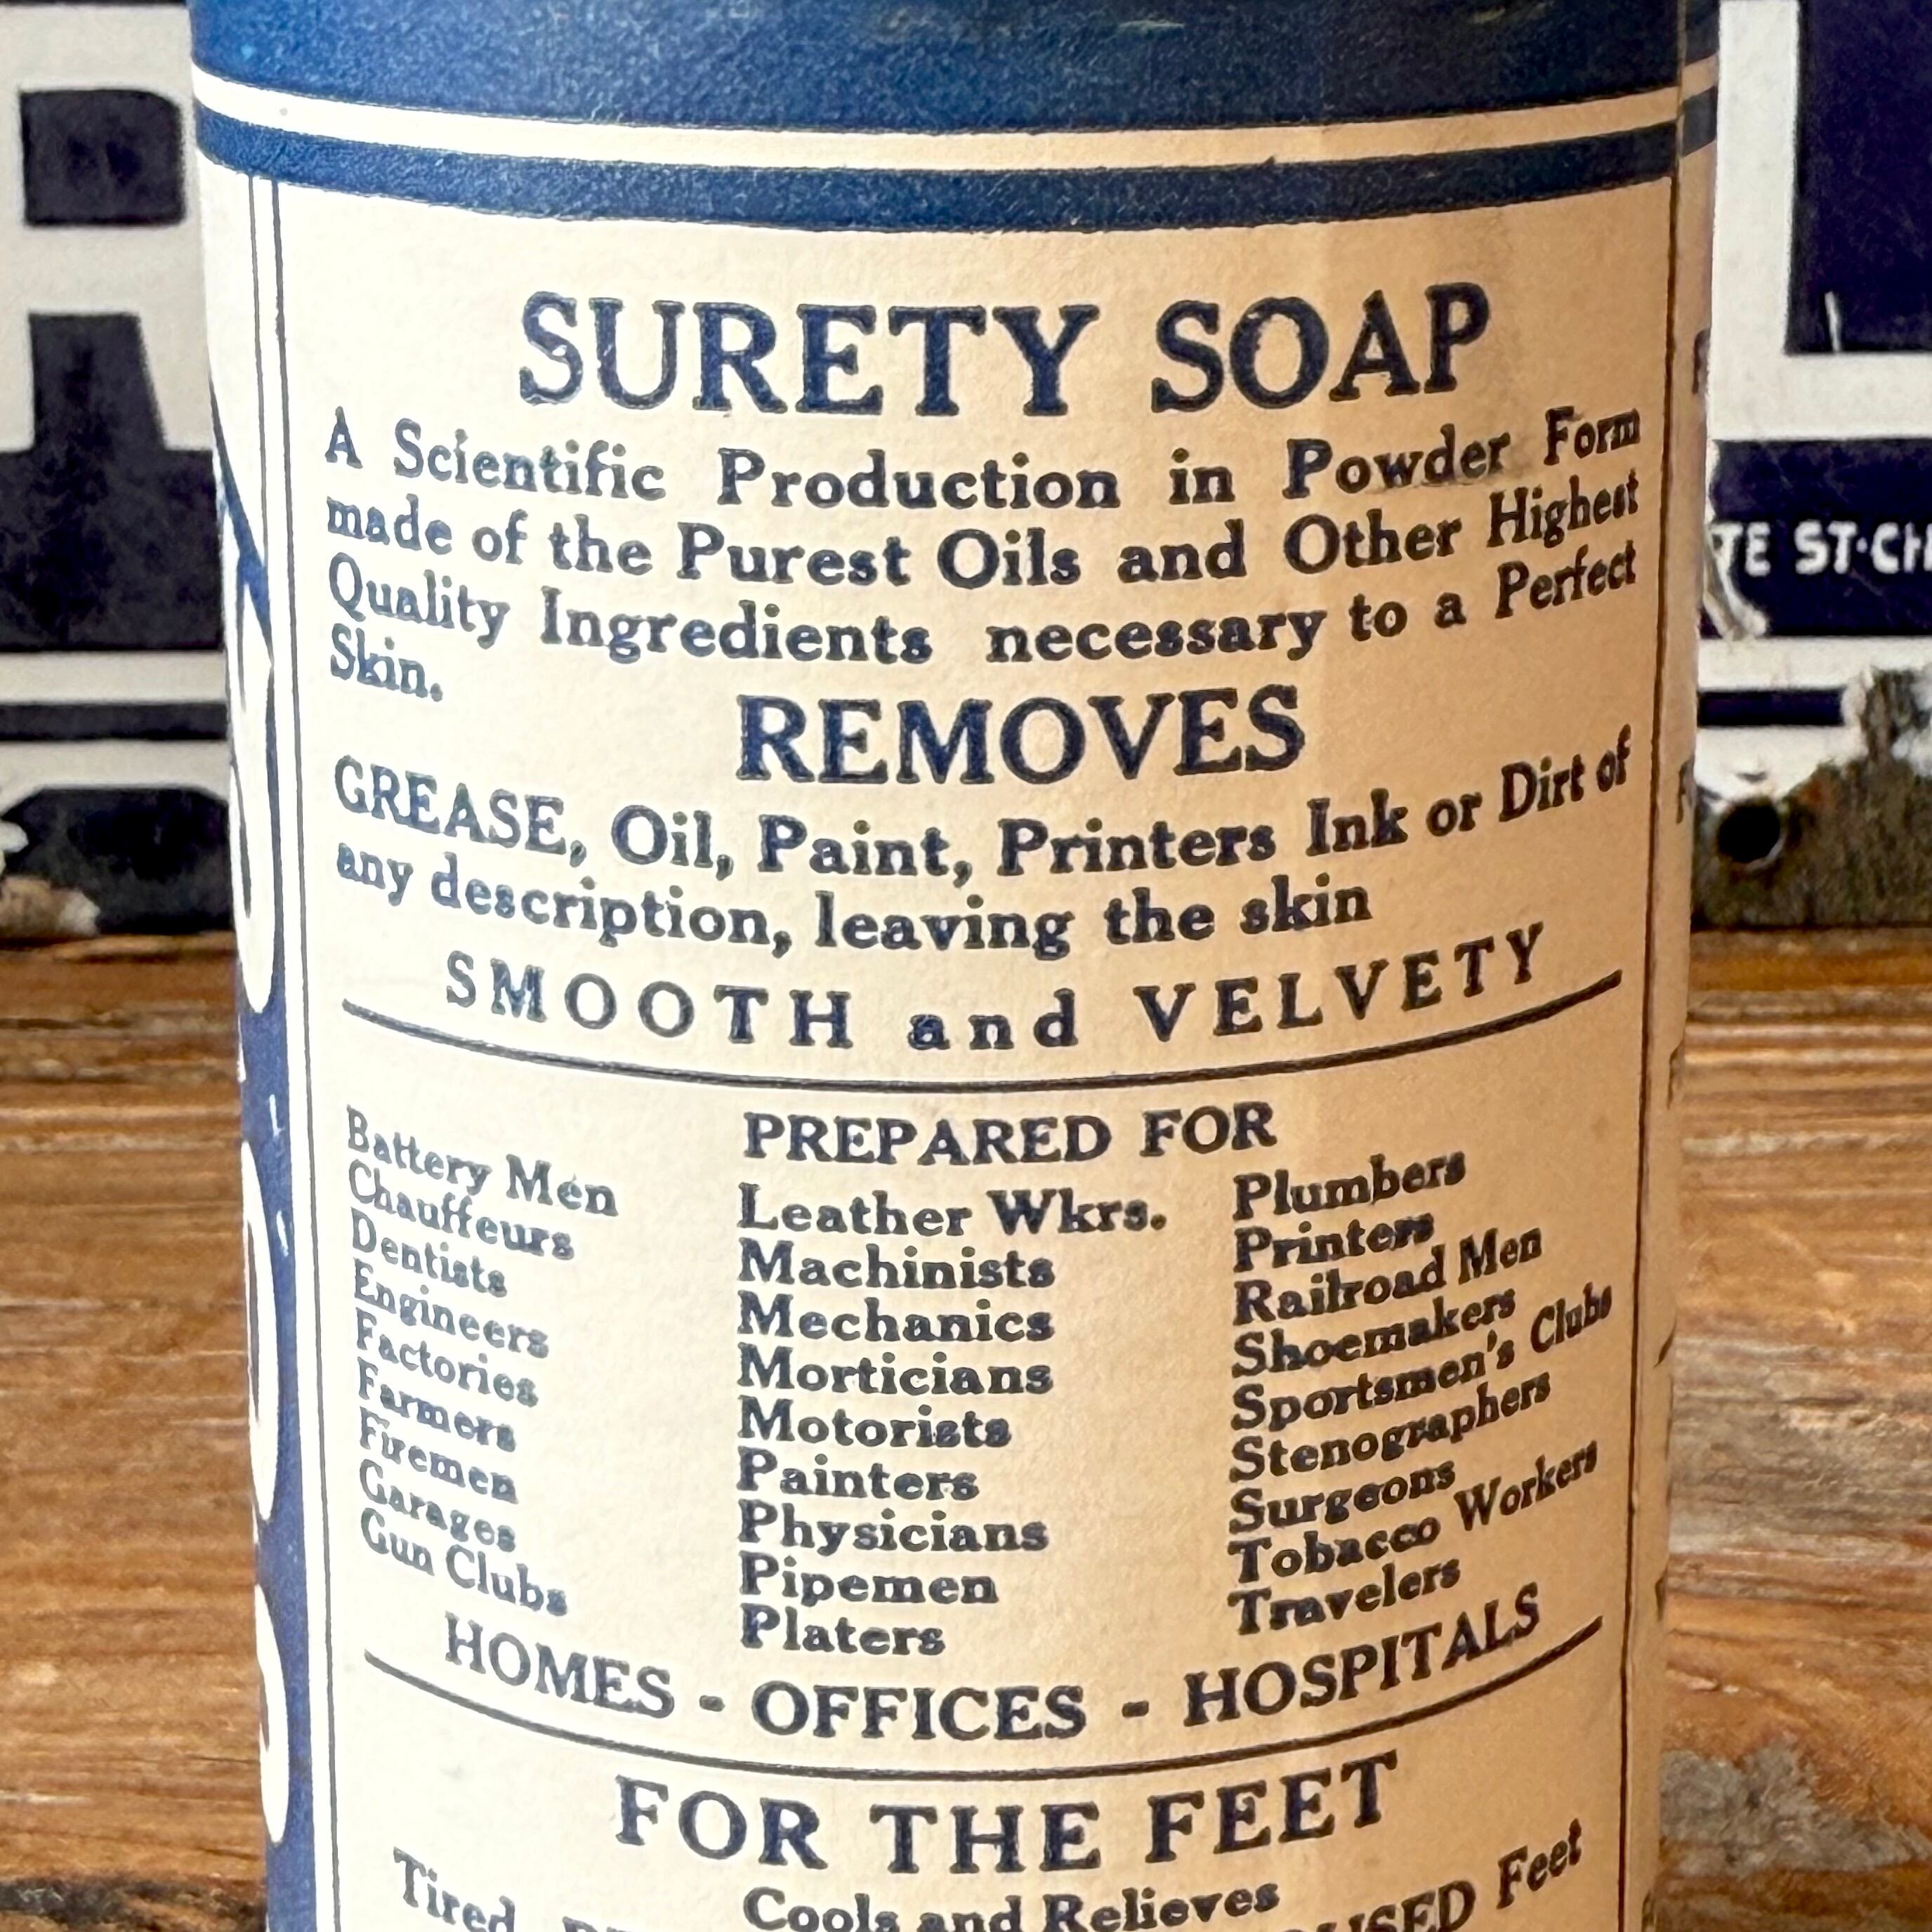 SURETY SOAP
A Scientific Production in Powder Form
made of the Purest Oils and Other Highest
Quality Ingredients necessary to a Perfect
Skin.
REMOVES
GREASE, Oil, Paint, Printers Ink or Dirt of
any description, leaving the skin
SMOOTH and VELVETY
PREPARED FOR
Battery Men
Chauffeurs
Dentists
Engineers
Factories
Farmers
Firemen
Garages
Gun Clubs
Leather Wkrs.
Machinists
Mechanics
Morticians
Motorists
Painters
Physicians
Pipemen
Platers
Plumbers
Printers
Railroad Men
Shoemakers
Sportsmen's Clubs
Stenographers
Surgeons
Tobacco Workers
Travelers
HOMES - OFFICES - HOSPITALS
FOR THE FEET
Cools and Relieves
Tired Feet
ST·CH